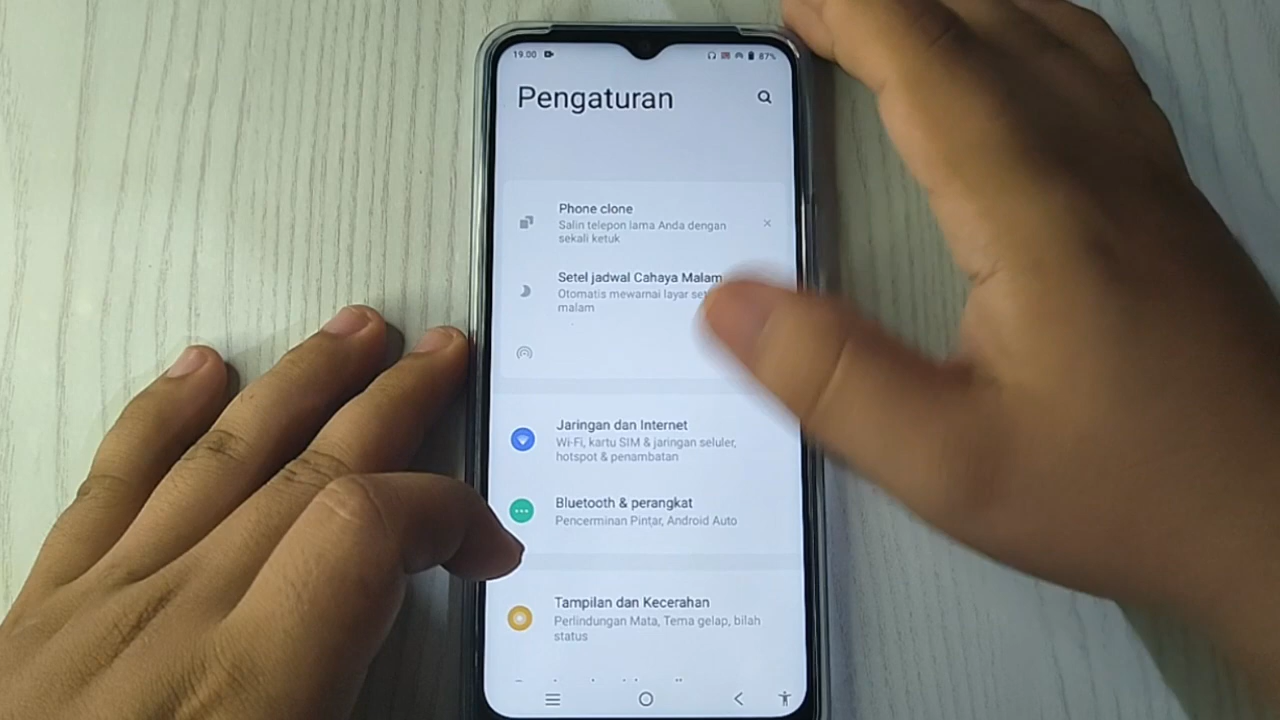 19.00
87%
Pengaturan
Phone clone
Salin telepon lama Anda dengan
sekali ketuk
Setel jadwal Cahaya Malam
Otomatis mewarnai layar
malam
Jaringan dan Internet
Wi-Fi, kartu SIM & jaringan seluler,
hotspot & penambatan
Bluetooth & perangkat
Pencerminan Pintar, Android Auto
Tampilan dan Kecerahan
Perlindungan Mata, Tema gelap, bilah
status